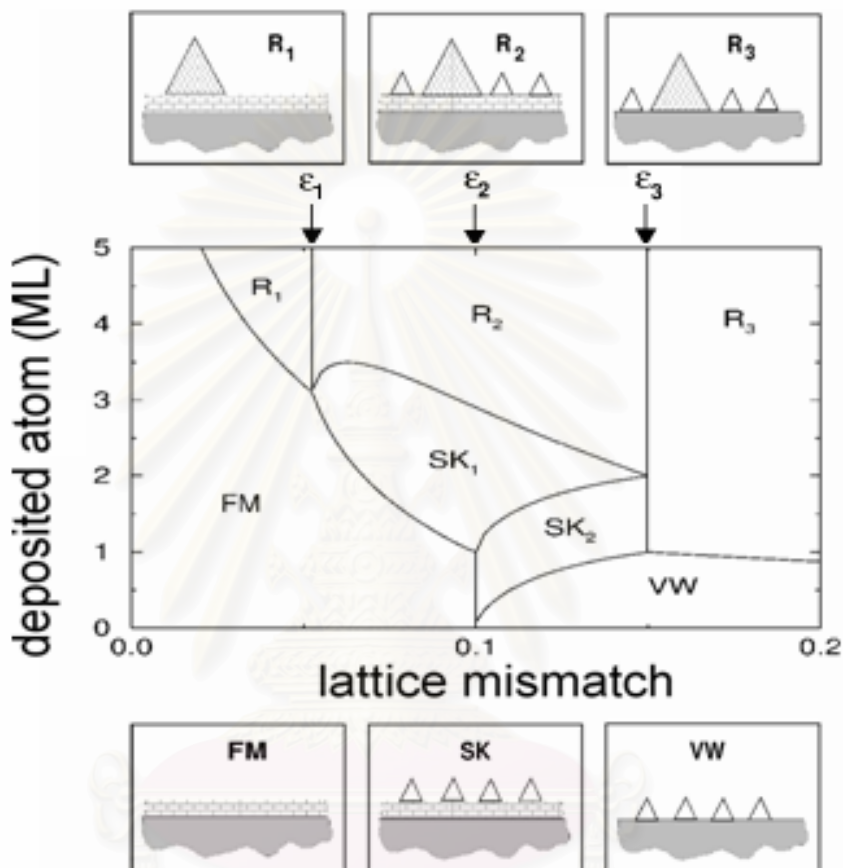 R₁ R₂ R₃
ε₁ ε₂ ε₃
deposited atom (ML)
5
4
3
2
1
0
R₁
R₂
R₃
SK₁
FM
SK₂
VW
0.0 0.1 0.2
lattice mismatch
FM SK VW